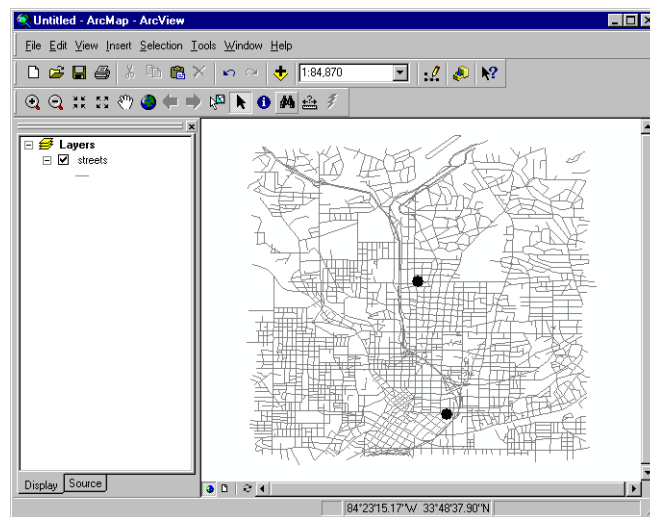 Untitled - ArcMap - ArcView
File Edit View Insert Selection Tools Window Help
1:84,870
Layers
streets
Display Source
84°23'15.17"W 33°48'37.90"N